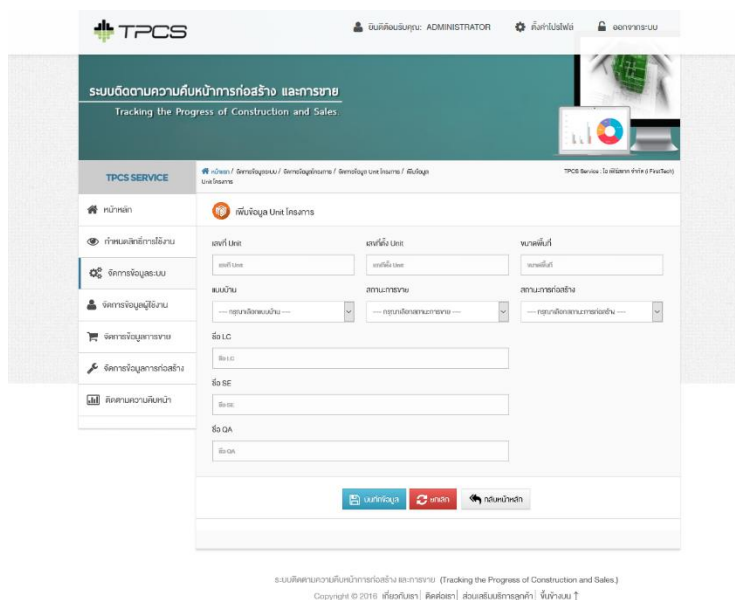 TPCS
ยินดีต้อนรับคุณ: ADMINISTRATOR
ตั้งค่าโปรไฟล์
ออกจากระบบ
ระบบติดตามความคืบหน้าการก่อสร้าง และการขาย
Tracking the Progress of Construction and Sales.
TPCS SERVICE
หน้าแรก / จัดการข้อมูลระบบ / จัดการข้อมูลโครงการ / จัดการข้อมูล Unit โครงการ / เพิ่มข้อมูล
Unit โครงการ
TPCS Service :
หน้าหลัก
กำหนดสิทธิ์การใช้งาน
จัดการข้อมูลระบบ
จัดการข้อมูลผู้ใช้งาน
จัดการข้อมูลการขาย
จัดการข้อมูลการก่อสร้าง
ติดตามความคืบหน้า
เพิ่มข้อมูล Unit โครงการ
เลขที่ Unit
เลขที่ตั้ง Unit
ขนาดพื้นที่
เลขที่ Unit
เลขที่ตั้ง Unit
ขนาดพื้นที่
แบบบ้าน
สถานะการขาย
สถานะการก่อสร้าง
---- กรุณาเลือกแบบบ้าน ----
---- กรุณาเลือกสถานะการขาย ----
---- กรุณาเลือกสถานะการก่อสร้าง ----
ชื่อ LC
ชื่อ LC
ชื่อ SE
ชื่อ SE
ชื่อ QA
ชื่อ QA
บันทึกข้อมูล
ยกเลิก
กลับหน้าหลัก
ระบบติดตามความคืบหน้าการก่อสร้าง และการขาย (Tracking the Progress of Construction and Sales.)
Copyright © 2016 เกี่ยวกับเรา| ติดต่อเรา| ส่วนเสริมบริการลูกค้า| ขึ้นข้างบน ↑